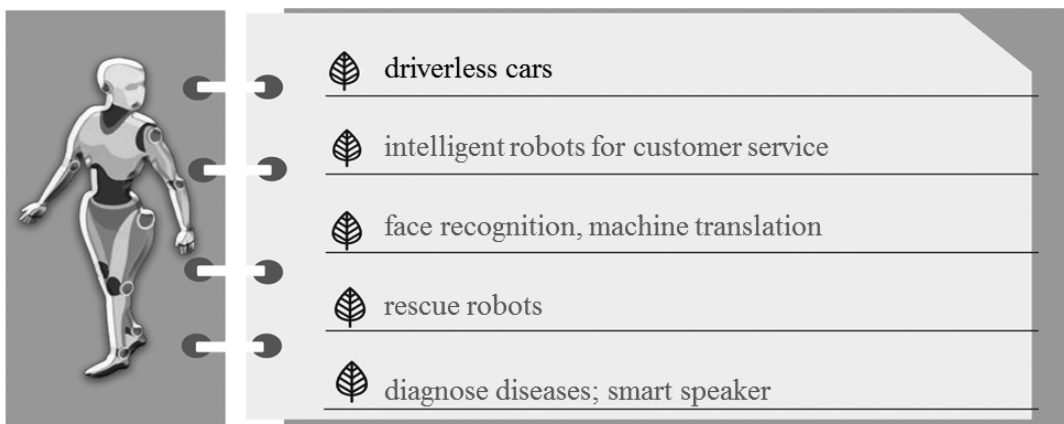 driverless cars
intelligent robots for customer service
face recognition, machine translation
rescue robots
diagnose diseases; smart speaker